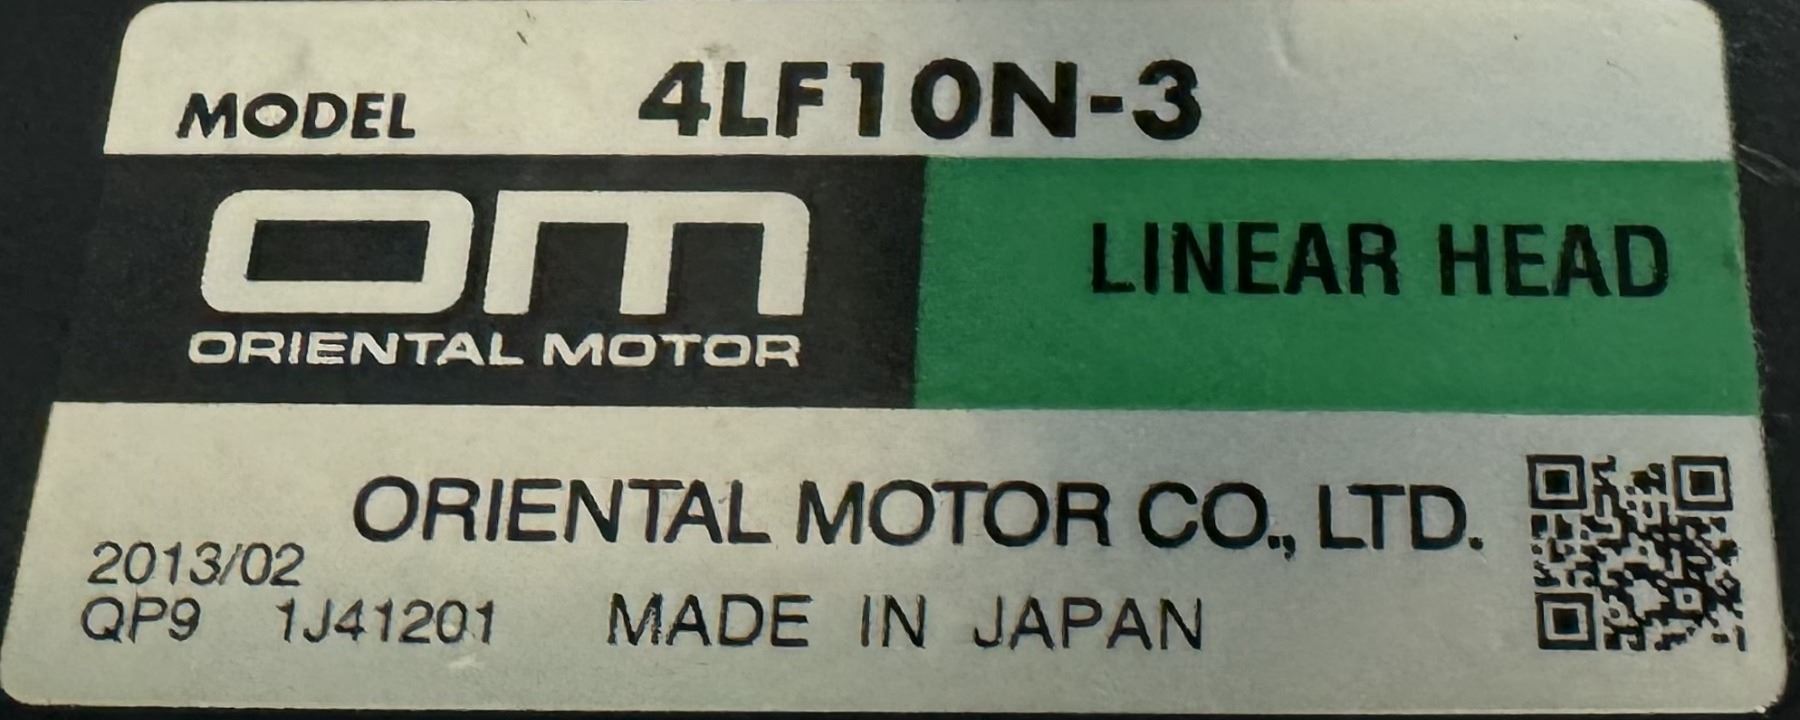 MODEL 4LF10N-3
om
ORIENTAL MOTOR
LINEAR HEAD
ORIENTAL MOTOR CO., LTD.
2013/02
QP9 1J41201 MADE IN JAPAN